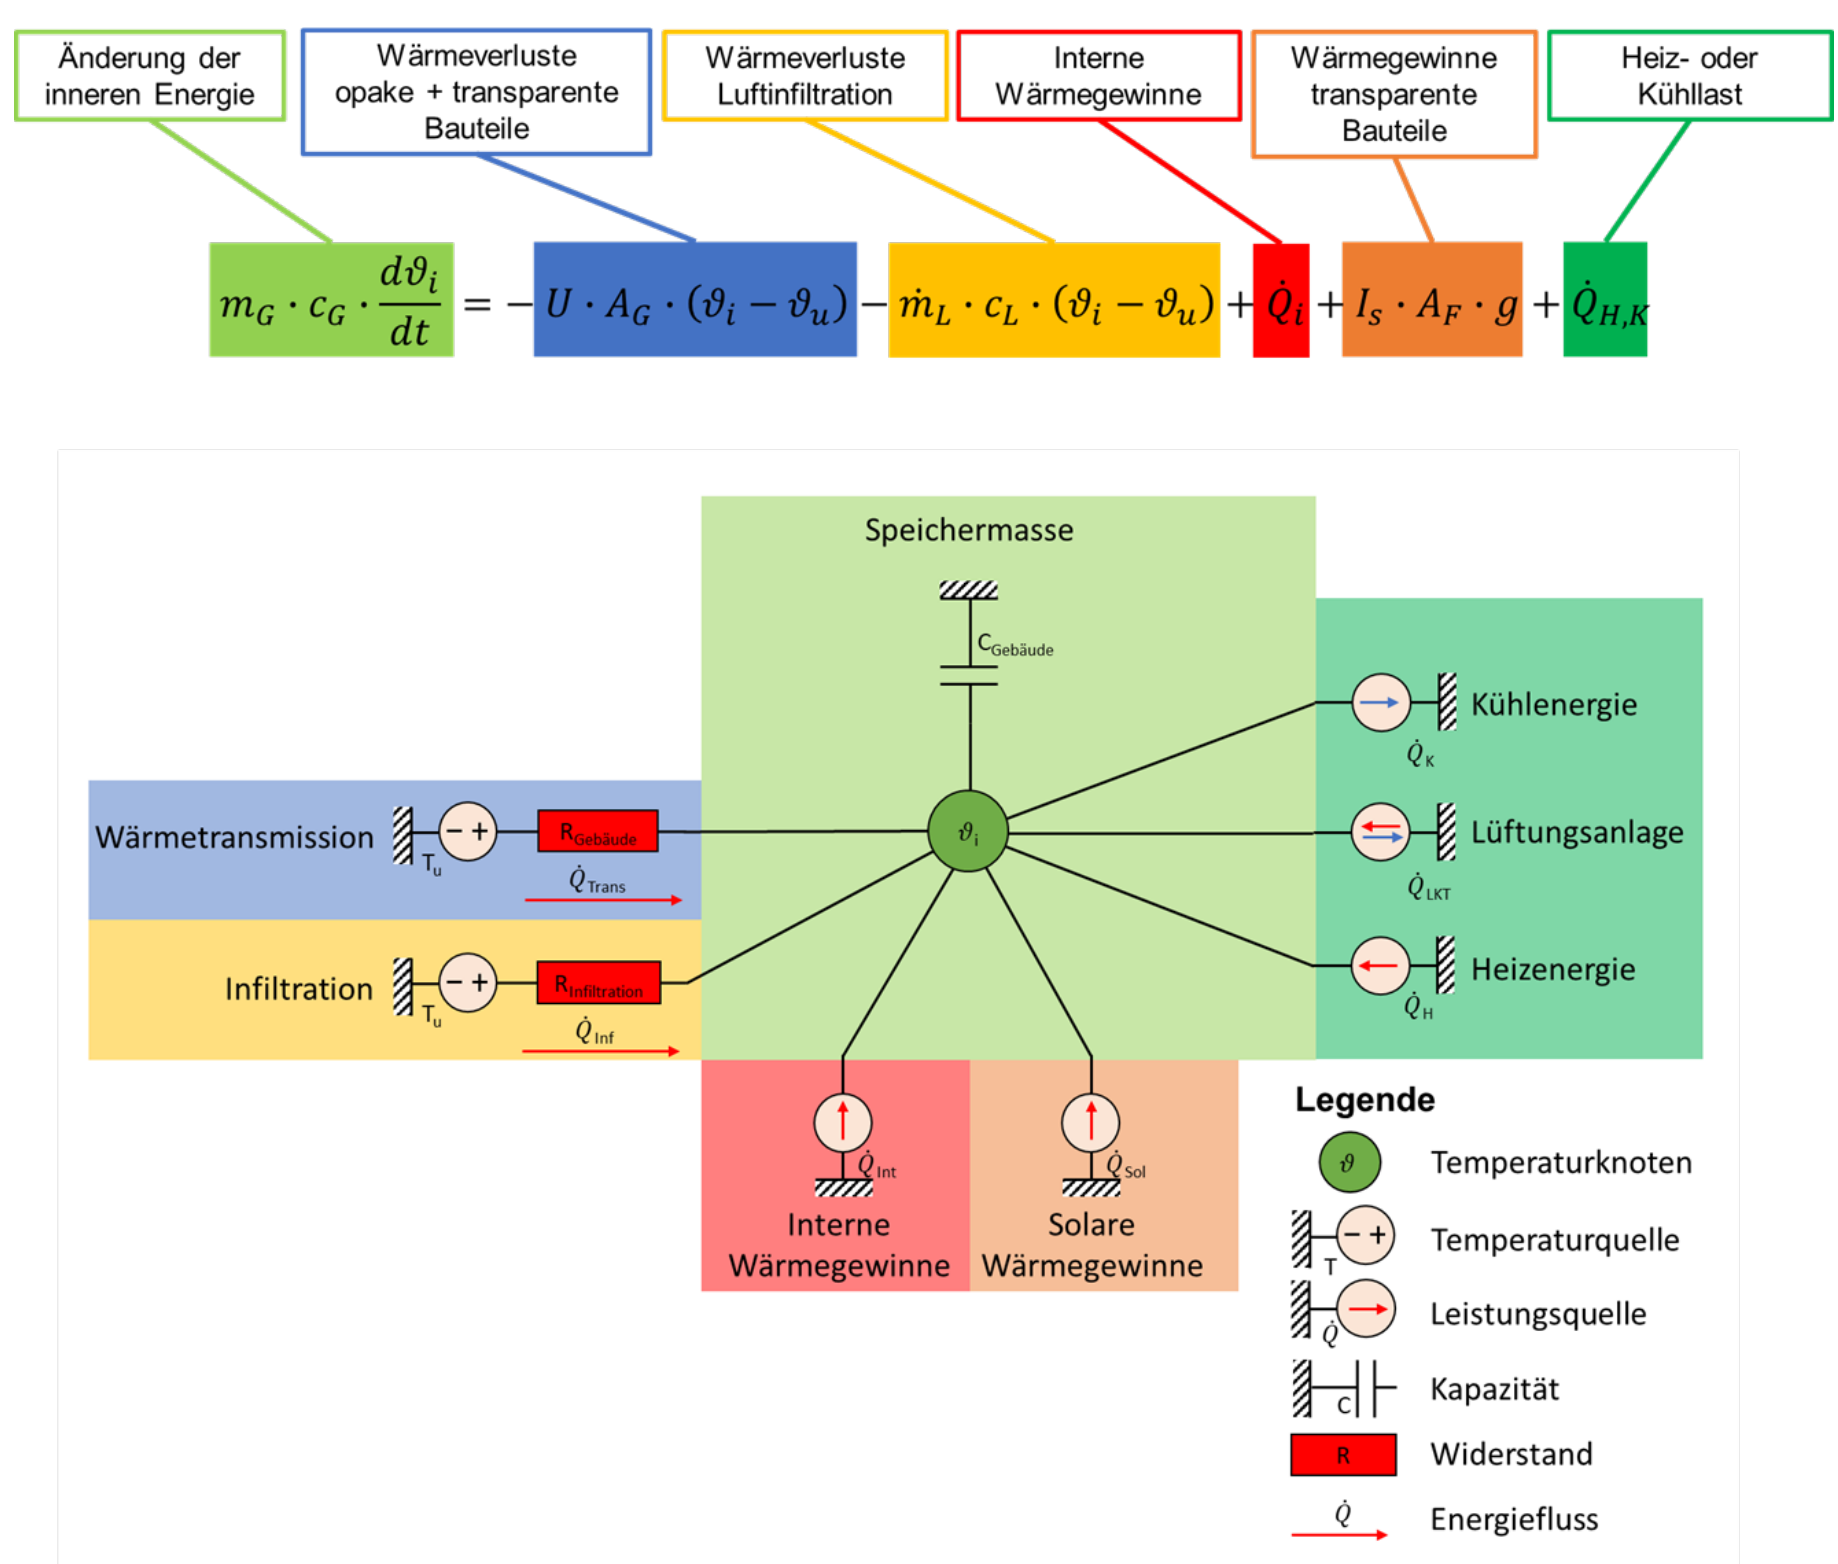 Änderung der
inneren Energie
Wärmeverluste
opake + transparente
Bauteile
Wärmeverluste
Luftinfiltration
Interne
Wärmegewinne
Wärmegewinne
transparente
Bauteile
Heiz- oder
Kühllast
m_G · c_G · dϑ_i/dt = − U · A_G · (ϑ_i − ϑ_u) − ṁ_L · c_L · (ϑ_i − ϑ_u) + Q̇_i + I_s · A_F · g + Q̇_H,K
Speichermasse
C_Gebäude
Kühlenergie
Q̇_K
Wärmetransmission
T_u
− +
R_Gebäude
Q̇_Trans
ϑ_i
Lüftungsanlage
Q̇_LKT
Infiltration
T_u
− +
R_Infiltration
Q̇_Inf
Heizenergie
Q̇_H
Q̇_Int
Interne
Wärmegewinne
Q̇_Sol
Solare
Wärmegewinne
Legende
ϑ Temperaturknoten
T − + Temperaturquelle
Q̇ Leistungsquelle
C Kapazität
R Widerstand
Q̇ Energiefluss